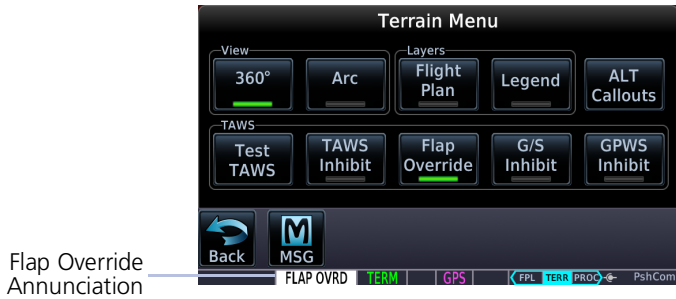 Terrain Menu
View
Layers
360°
Arc
Flight
Plan
Legend
ALT
Callouts
TAWS
Test
TAWS
TAWS
Inhibit
Flap
Override
G/S
Inhibit
GPWS
Inhibit
Back
MSG
Flap Override
Annunciation
FLAP OVRD TERM GPS FPL TERR PROC PshCom